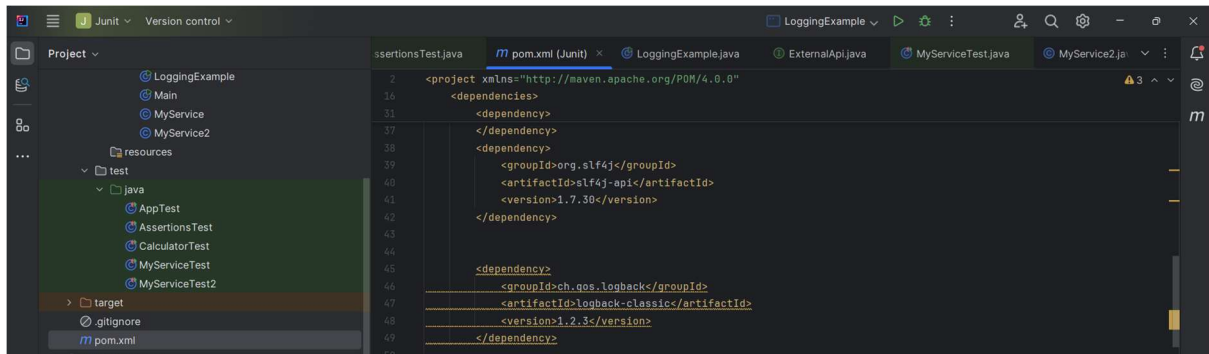 J Junit Version control LoggingExample
Project
LoggingExample
Main
MyService
MyService2
resources
test
java
AppTest
AssertionsTest
CalculatorTest
MyServiceTest
MyServiceTest2
target
.gitignore
m pom.xml
ssertionsTest.java m pom.xml (Junit) LoggingExample.java ExternalApi.java MyServiceTest.java MyService2.ja
2 <project xmlns="http://maven.apache.org/POM/4.0.0" 3
16 <dependencies>
31 <dependency>
37 </dependency>
38 <dependency>
39 <groupId>org.slf4j</groupId>
40 <artifactId>slf4j-api</artifactId>
41 <version>1.7.30</version>
42 </dependency>
43
44
45 <dependency>
46 <groupId>ch.qos.logback</groupId>
47 <artifactId>logback-classic</artifactId>
48 <version>1.2.3</version>
49 </dependency>
m